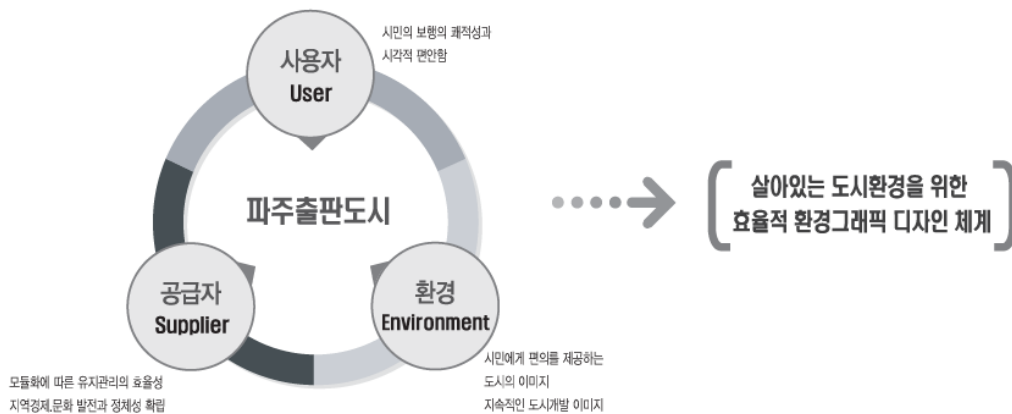 시민의 보행의 쾌적성과
시각적 편안함
사용자
User
파주출판도시
살아있는 도시환경을 위한
효율적 환경그래픽 디자인 체계
공급자
Supplier
환경
Environment
시민에게 편의를 제공하는
도시의 이미지
지속적인 도시개발 이미지
모듈화에 따른 유지관리의 효율성
지역경제.문화 발전과 정체성 확립